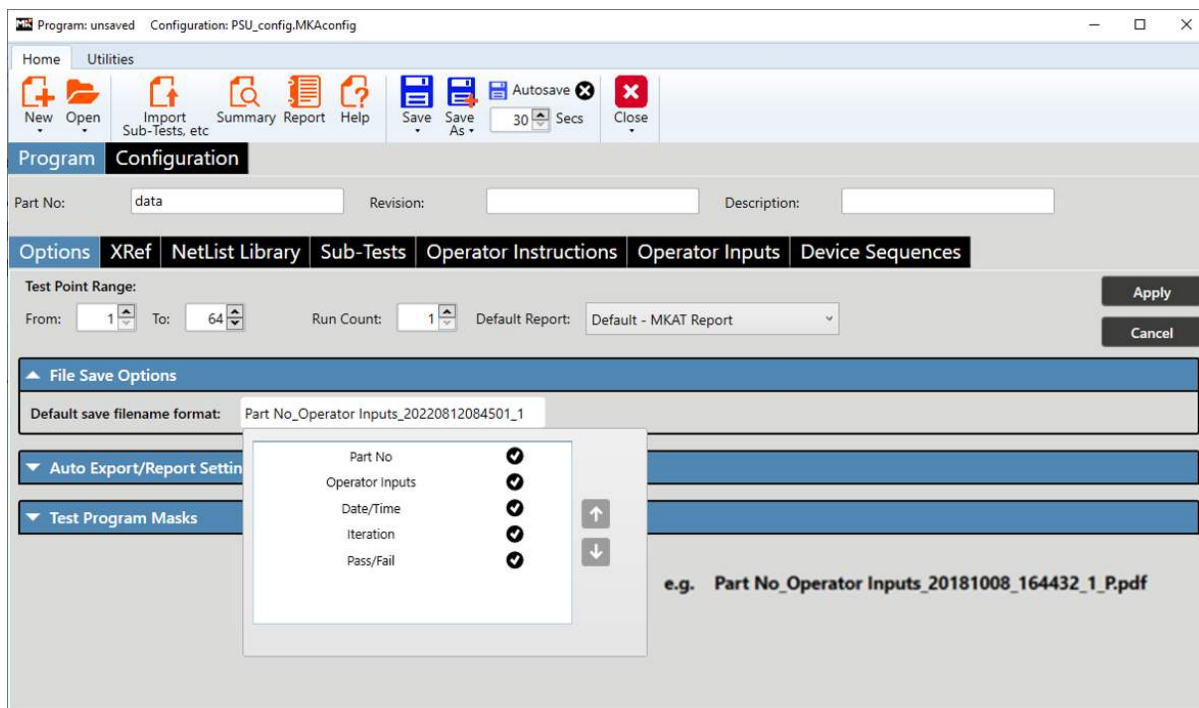 Program: unsaved Configuration: PSU_config.MKAconfig
Home Utilities
New Open Import Sub-Tests, etc Summary Report Help Save Save As Autosave 30 Secs Close
Program Configuration
Part No: data Revision: Description:
Options XRef NetList Library Sub-Tests Operator Instructions Operator Inputs Device Sequences
Test Point Range:
Apply
From: 1 To: 64 Run Count: 1 Default Report: Default - MKAT Report
Cancel
File Save Options
Default save filename format: Part No_Operator Inputs_20220812084501_1
Part No
Auto Export/Report Settin
Operator Inputs
Date/Time
Test Program Masks
Iteration
Pass/Fail
e.g. Part No_Operator Inputs_20181008_164432_1_P.pdf